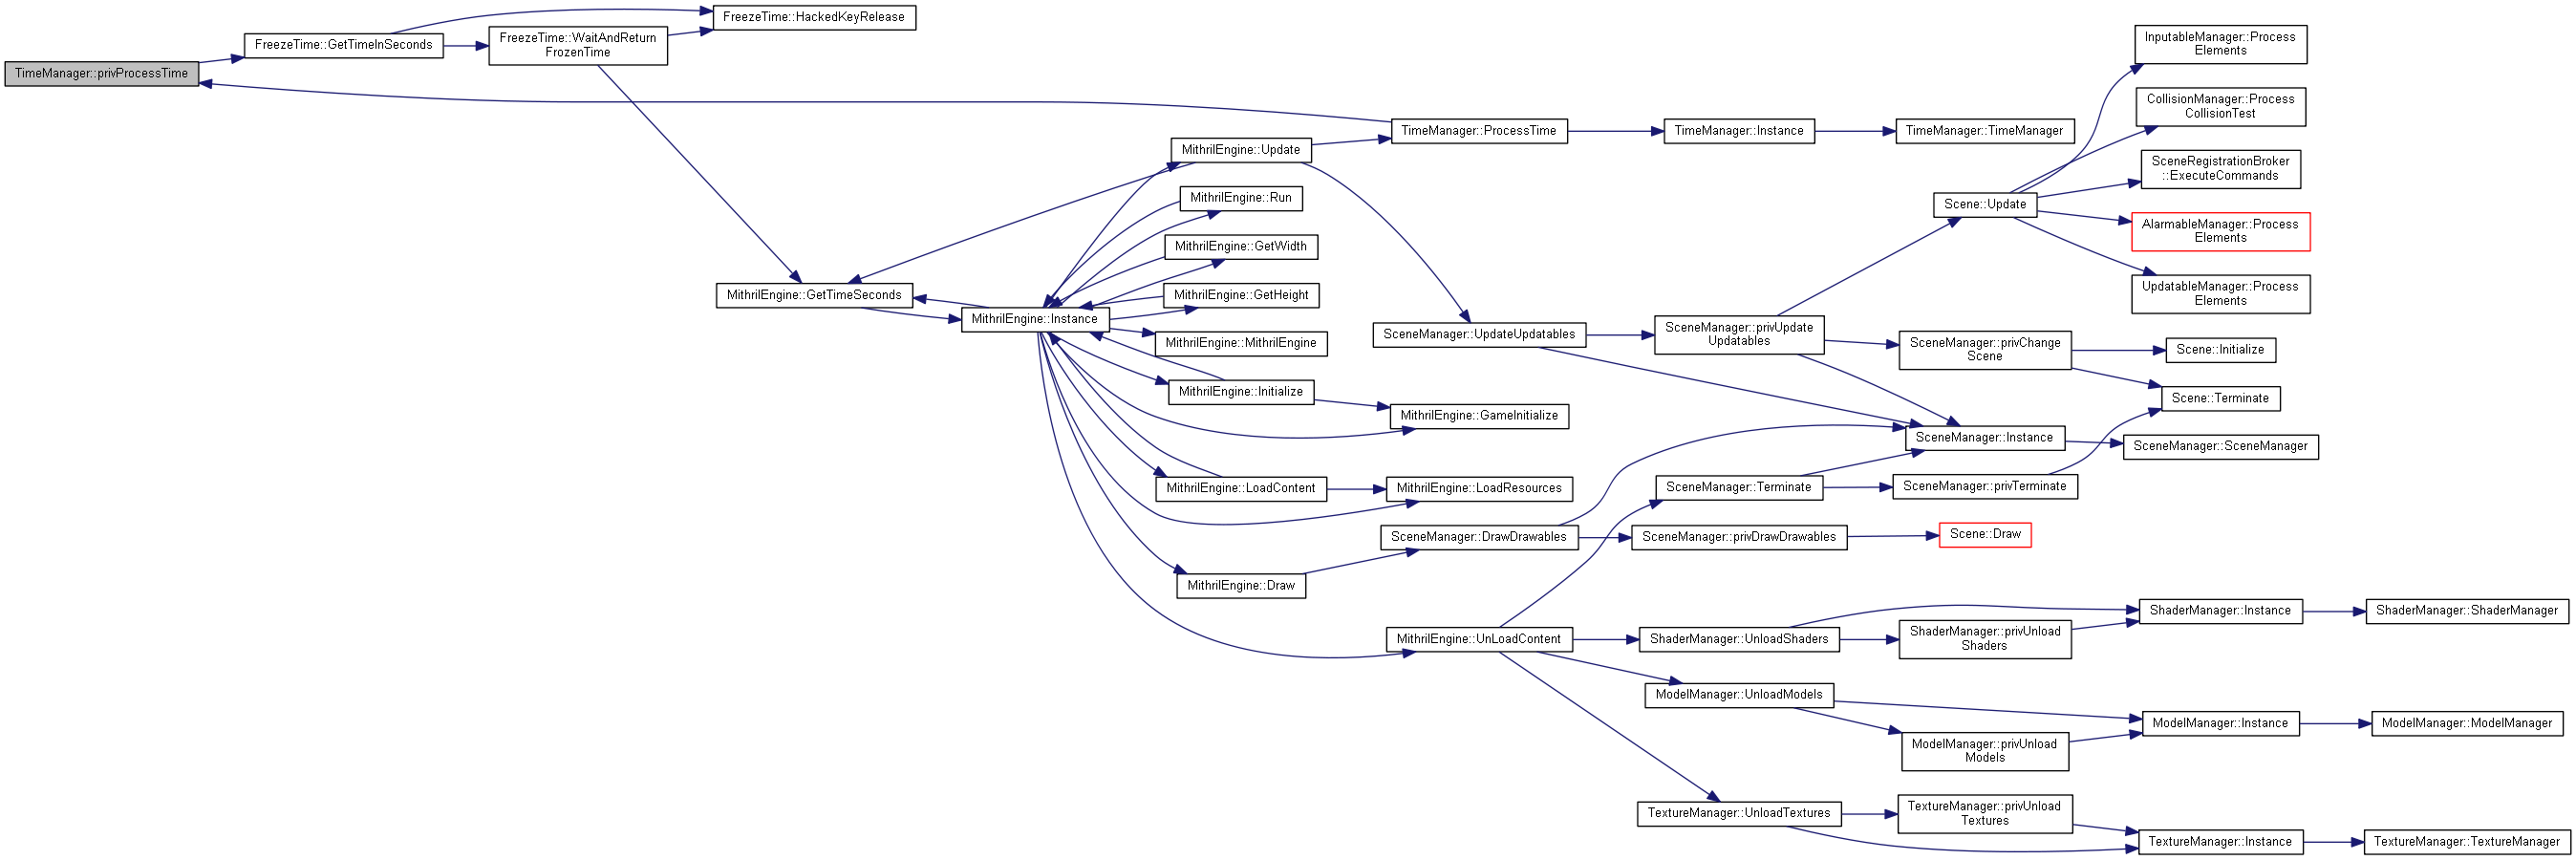 TimeManager::privProcessTime
FreezeTime::GetTimeInSeconds
FreezeTime::WaitAndReturn
FrozenTime
FreezeTime::HackedKeyRelease
MithrilEngine::GetTimeSeconds
MithrilEngine::Instance
MithrilEngine::Update
MithrilEngine::Run
MithrilEngine::GetWidth
MithrilEngine::GetHeight
MithrilEngine::MithrilEngine
MithrilEngine::Initialize
MithrilEngine::GameInitialize
MithrilEngine::LoadContent
MithrilEngine::LoadResources
MithrilEngine::Draw
MithrilEngine::UnLoadContent
TimeManager::ProcessTime
TimeManager::Instance
TimeManager::TimeManager
SceneManager::UpdateUpdatables
SceneManager::privUpdate
Updatables
Scene::Update
InputableManager::Process
Elements
CollisionManager::Process
CollisionTest
SceneRegistrationBroker
::ExecuteCommands
AlarmableManager::Process
Elements
UpdatableManager::Process
Elements
SceneManager::privChange
Scene
Scene::Initialize
Scene::Terminate
SceneManager::Instance
SceneManager::SceneManager
SceneManager::Terminate
SceneManager::privTerminate
SceneManager::DrawDrawables
SceneManager::privDrawDrawables
Scene::Draw
ShaderManager::UnloadShaders
ShaderManager::privUnload
Shaders
ShaderManager::Instance
ShaderManager::ShaderManager
ModelManager::UnloadModels
ModelManager::privUnload
Models
ModelManager::Instance
ModelManager::ModelManager
TextureManager::UnloadTextures
TextureManager::privUnload
Textures
TextureManager::Instance
TextureManager::TextureManager